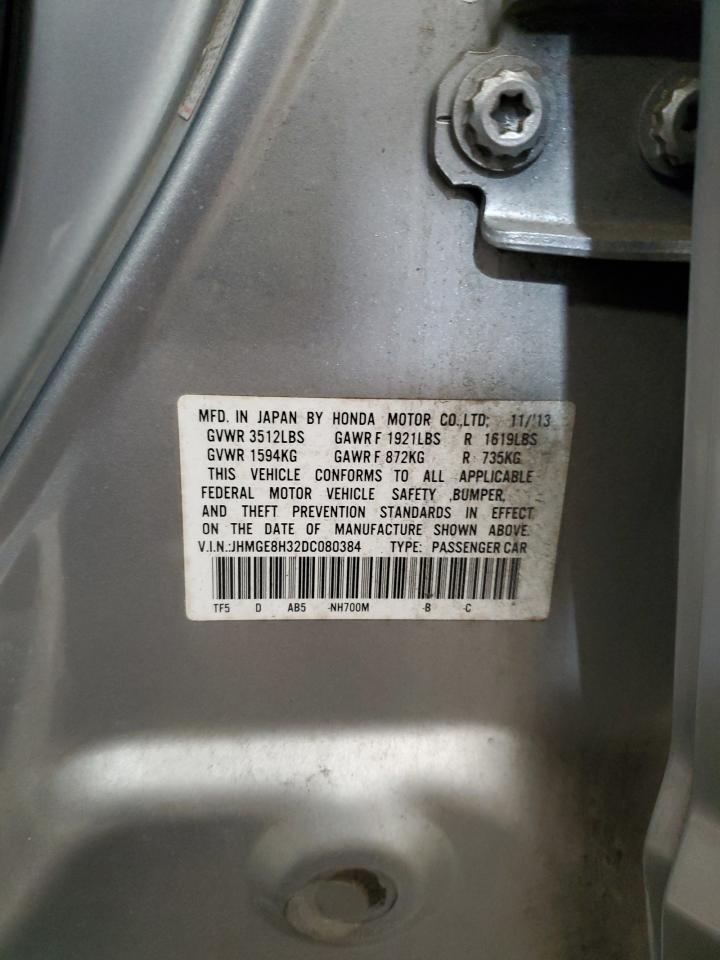 MFD. IN JAPAN BY HONDA MOTOR CO.,LTD; 11/'13
GVWR 3512LBS GAWR F 1921LBS R 1619LBS
GVWR 1594KG GAWR F 872KG R 735KG
THIS VEHICLE CONFORMS TO ALL APPLICABLE
FEDERAL MOTOR VEHICLE SAFETY ,BUMPER,
AND THEFT PREVENTION STANDARDS IN EFFECT
ON THE DATE OF MANUFACTURE SHOWN ABOVE.
V.I.N.:JHMGE8H32DC080384 TYPE: PASSENGER CAR
TF5 D AB5 -NH700M -B -C